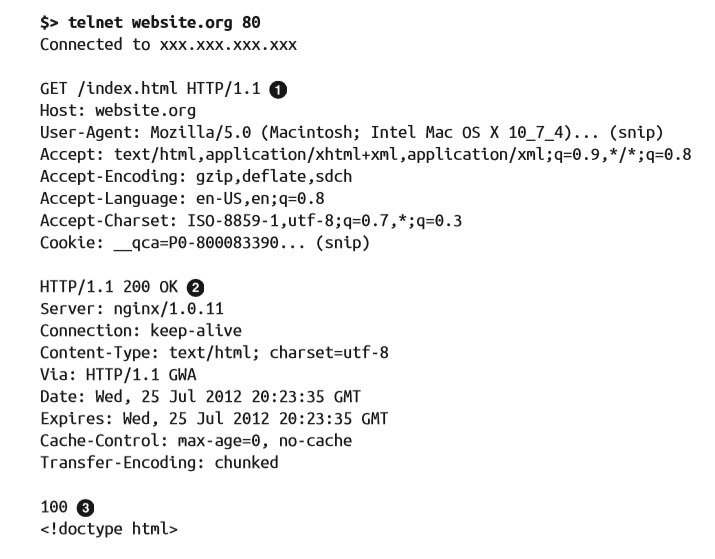 $> telnet website.org 80
Connected to xxx.xxx.xxx.xxx

GET /index.html HTTP/1.1 ❶
Host: website.org
User-Agent: Mozilla/5.0 (Macintosh; Intel Mac OS X 10_7_4)... (snip)
Accept: text/html,application/xhtml+xml,application/xml;q=0.9,*/*;q=0.8
Accept-Encoding: gzip,deflate,sdch
Accept-Language: en-US,en;q=0.8
Accept-Charset: ISO-8859-1,utf-8;q=0.7,*;q=0.3
Cookie: __qca=P0-800083390... (snip)

HTTP/1.1 200 OK ❷
Server: nginx/1.0.11
Connection: keep-alive
Content-Type: text/html; charset=utf-8
Via: HTTP/1.1 GWA
Date: Wed, 25 Jul 2012 20:23:35 GMT
Expires: Wed, 25 Jul 2012 20:23:35 GMT
Cache-Control: max-age=0, no-cache
Transfer-Encoding: chunked

100 ❸
<!doctype html>